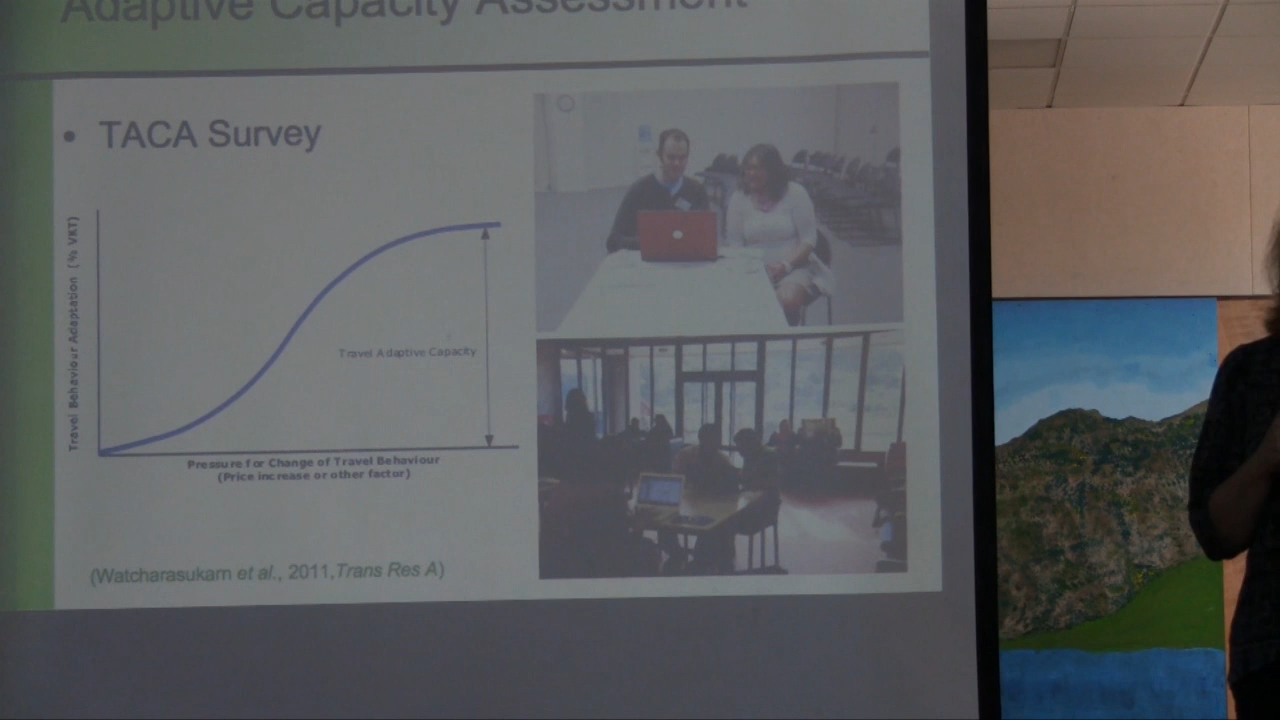 Adaptive Capacity Assessment
• TACA Survey
Travel Behaviour Adaptation (% VKT)
Travel Adaptive Capacity
Pressure for Change of Travel Behaviour
(Price increase or other factor)
(Watcharasukarn et al., 2011,Trans Res A)